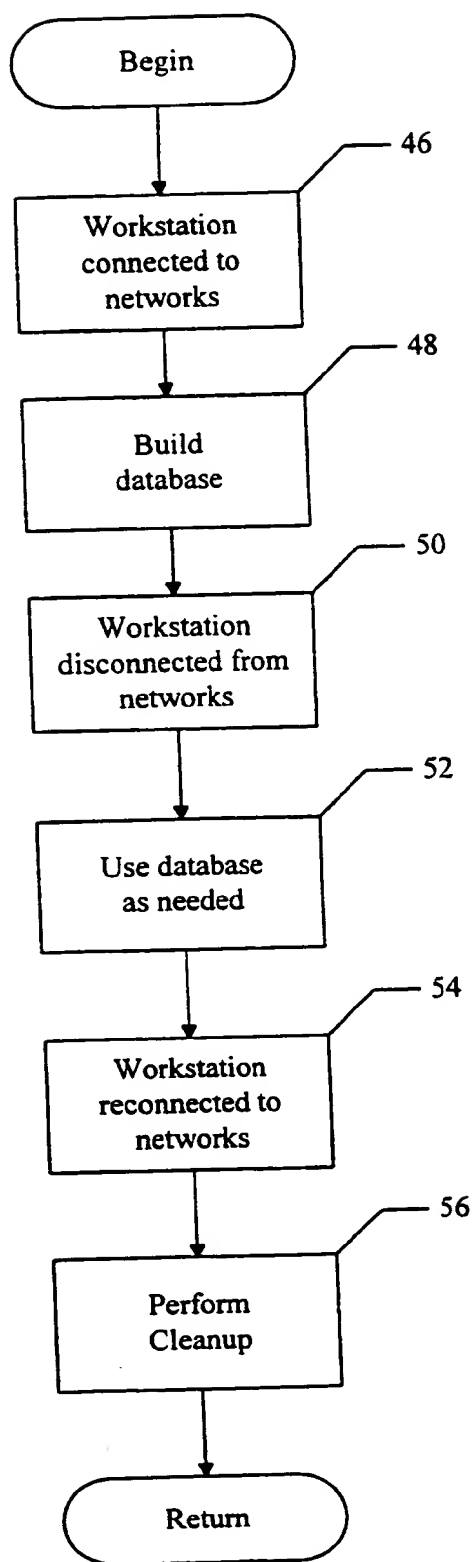 Begin
46
Workstation
connected to
networks
48
Build
database
50
Workstation
disconnected from
networks
52
Use database
as needed
54
Workstation
reconnected to
networks
56
Perform
Cleanup
Return